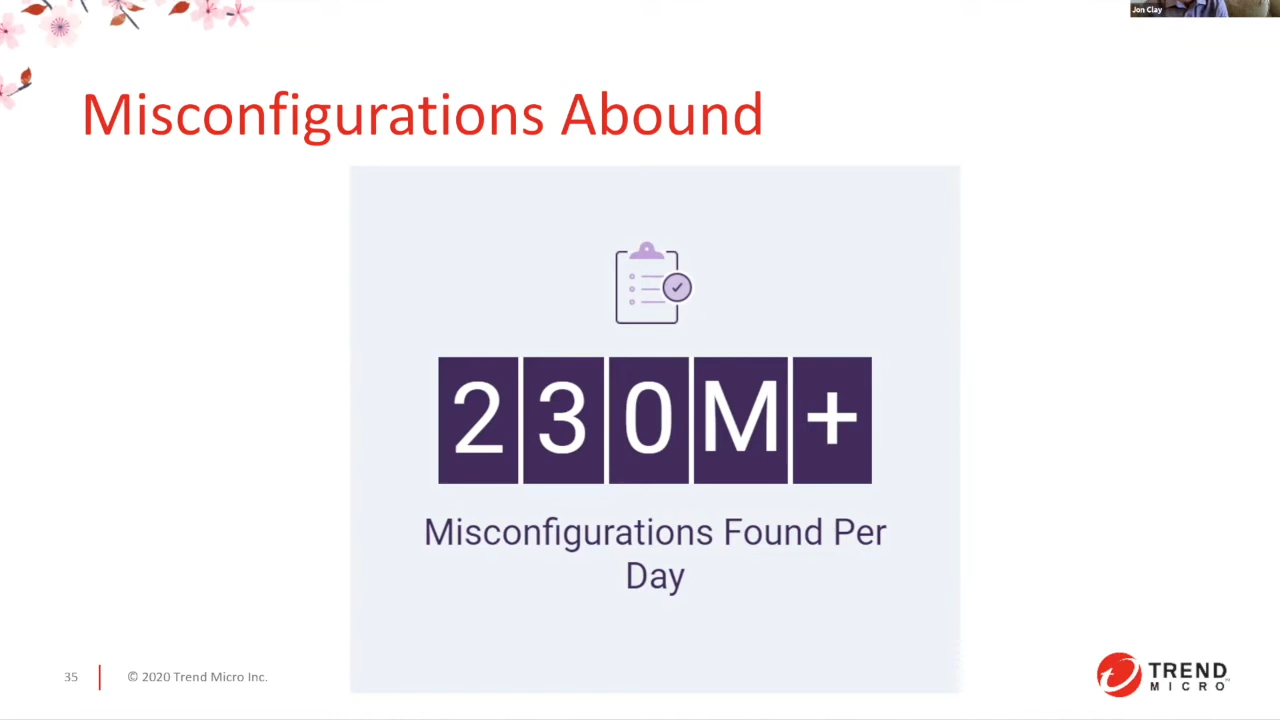 Jon Clay
Misconfigurations Abound
230M+
Misconfigurations Found Per
Day
35
© 2020 Trend Micro Inc.
TREND
MICRO